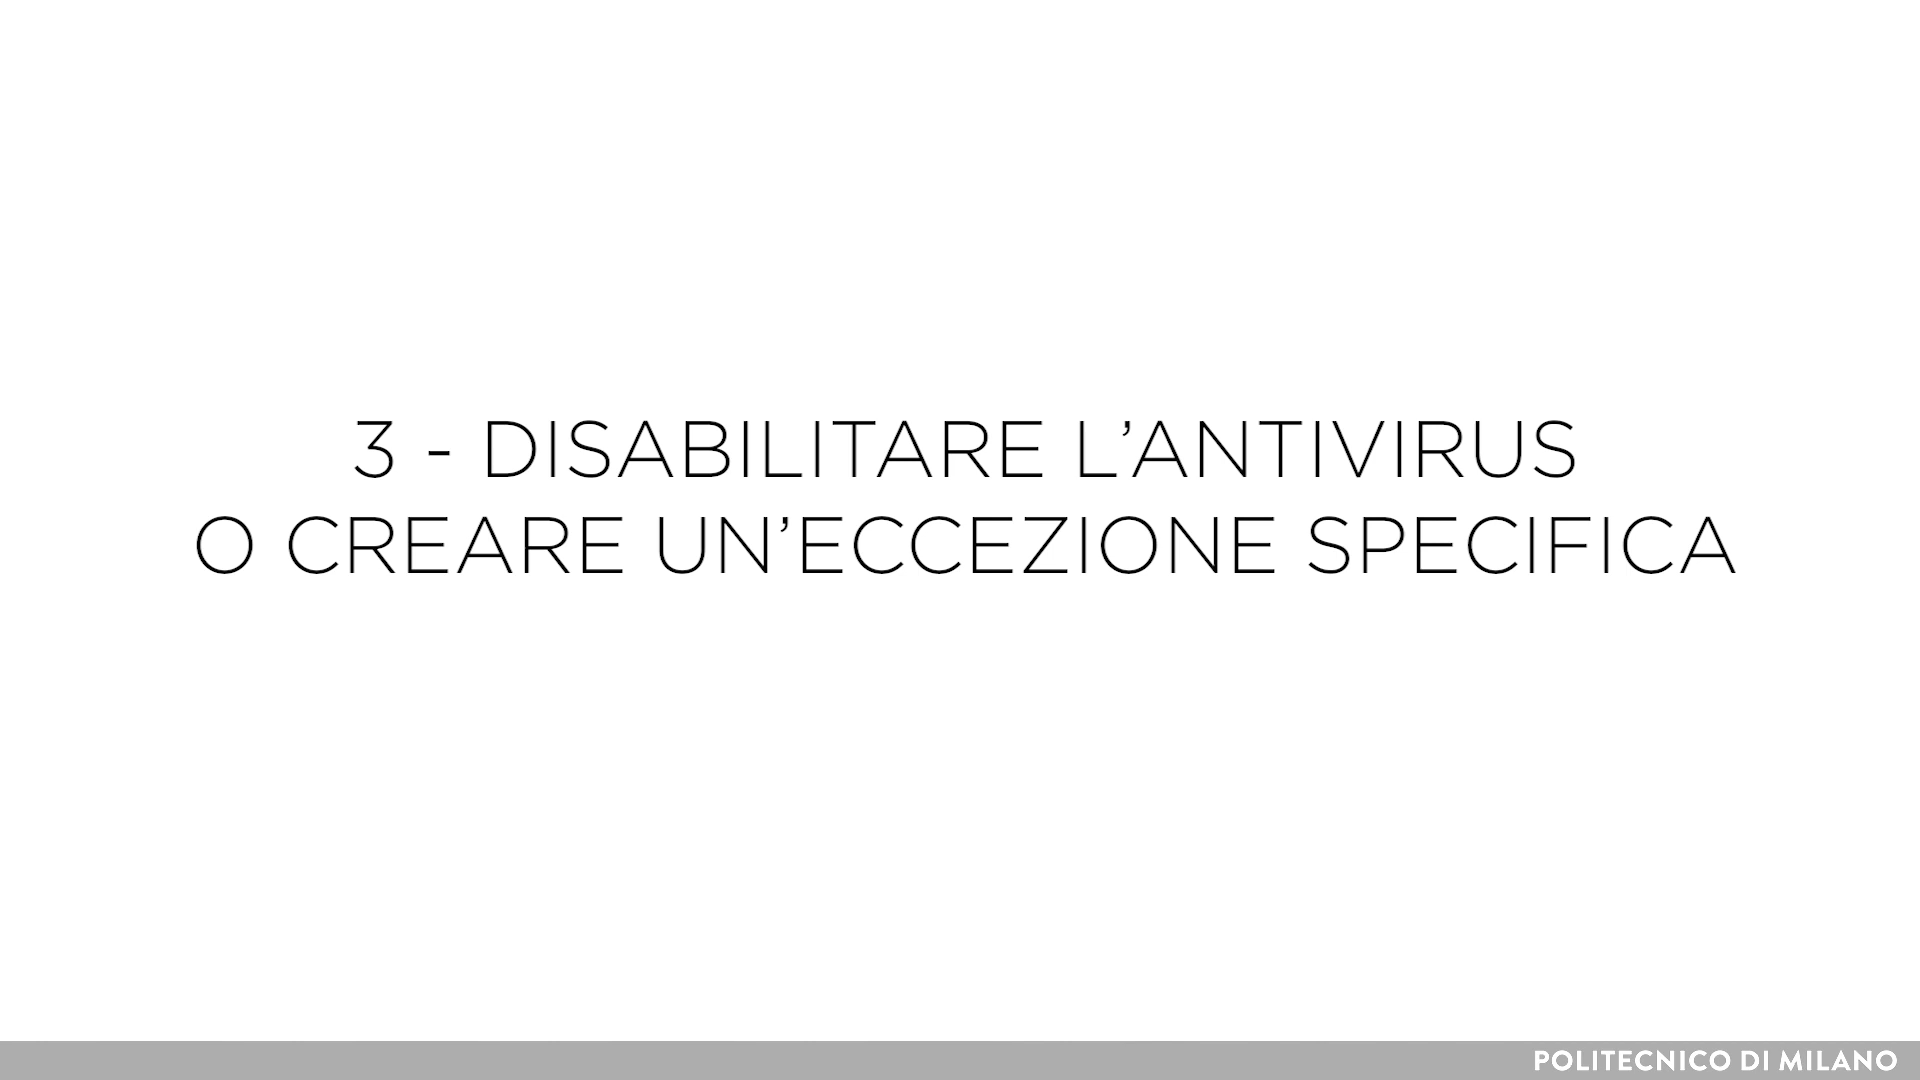 3 - DISABILITARE L’ANTIVIRUS
O CREARE UN’ECCEZIONE SPECIFICA
POLITECNICO DI MILANO